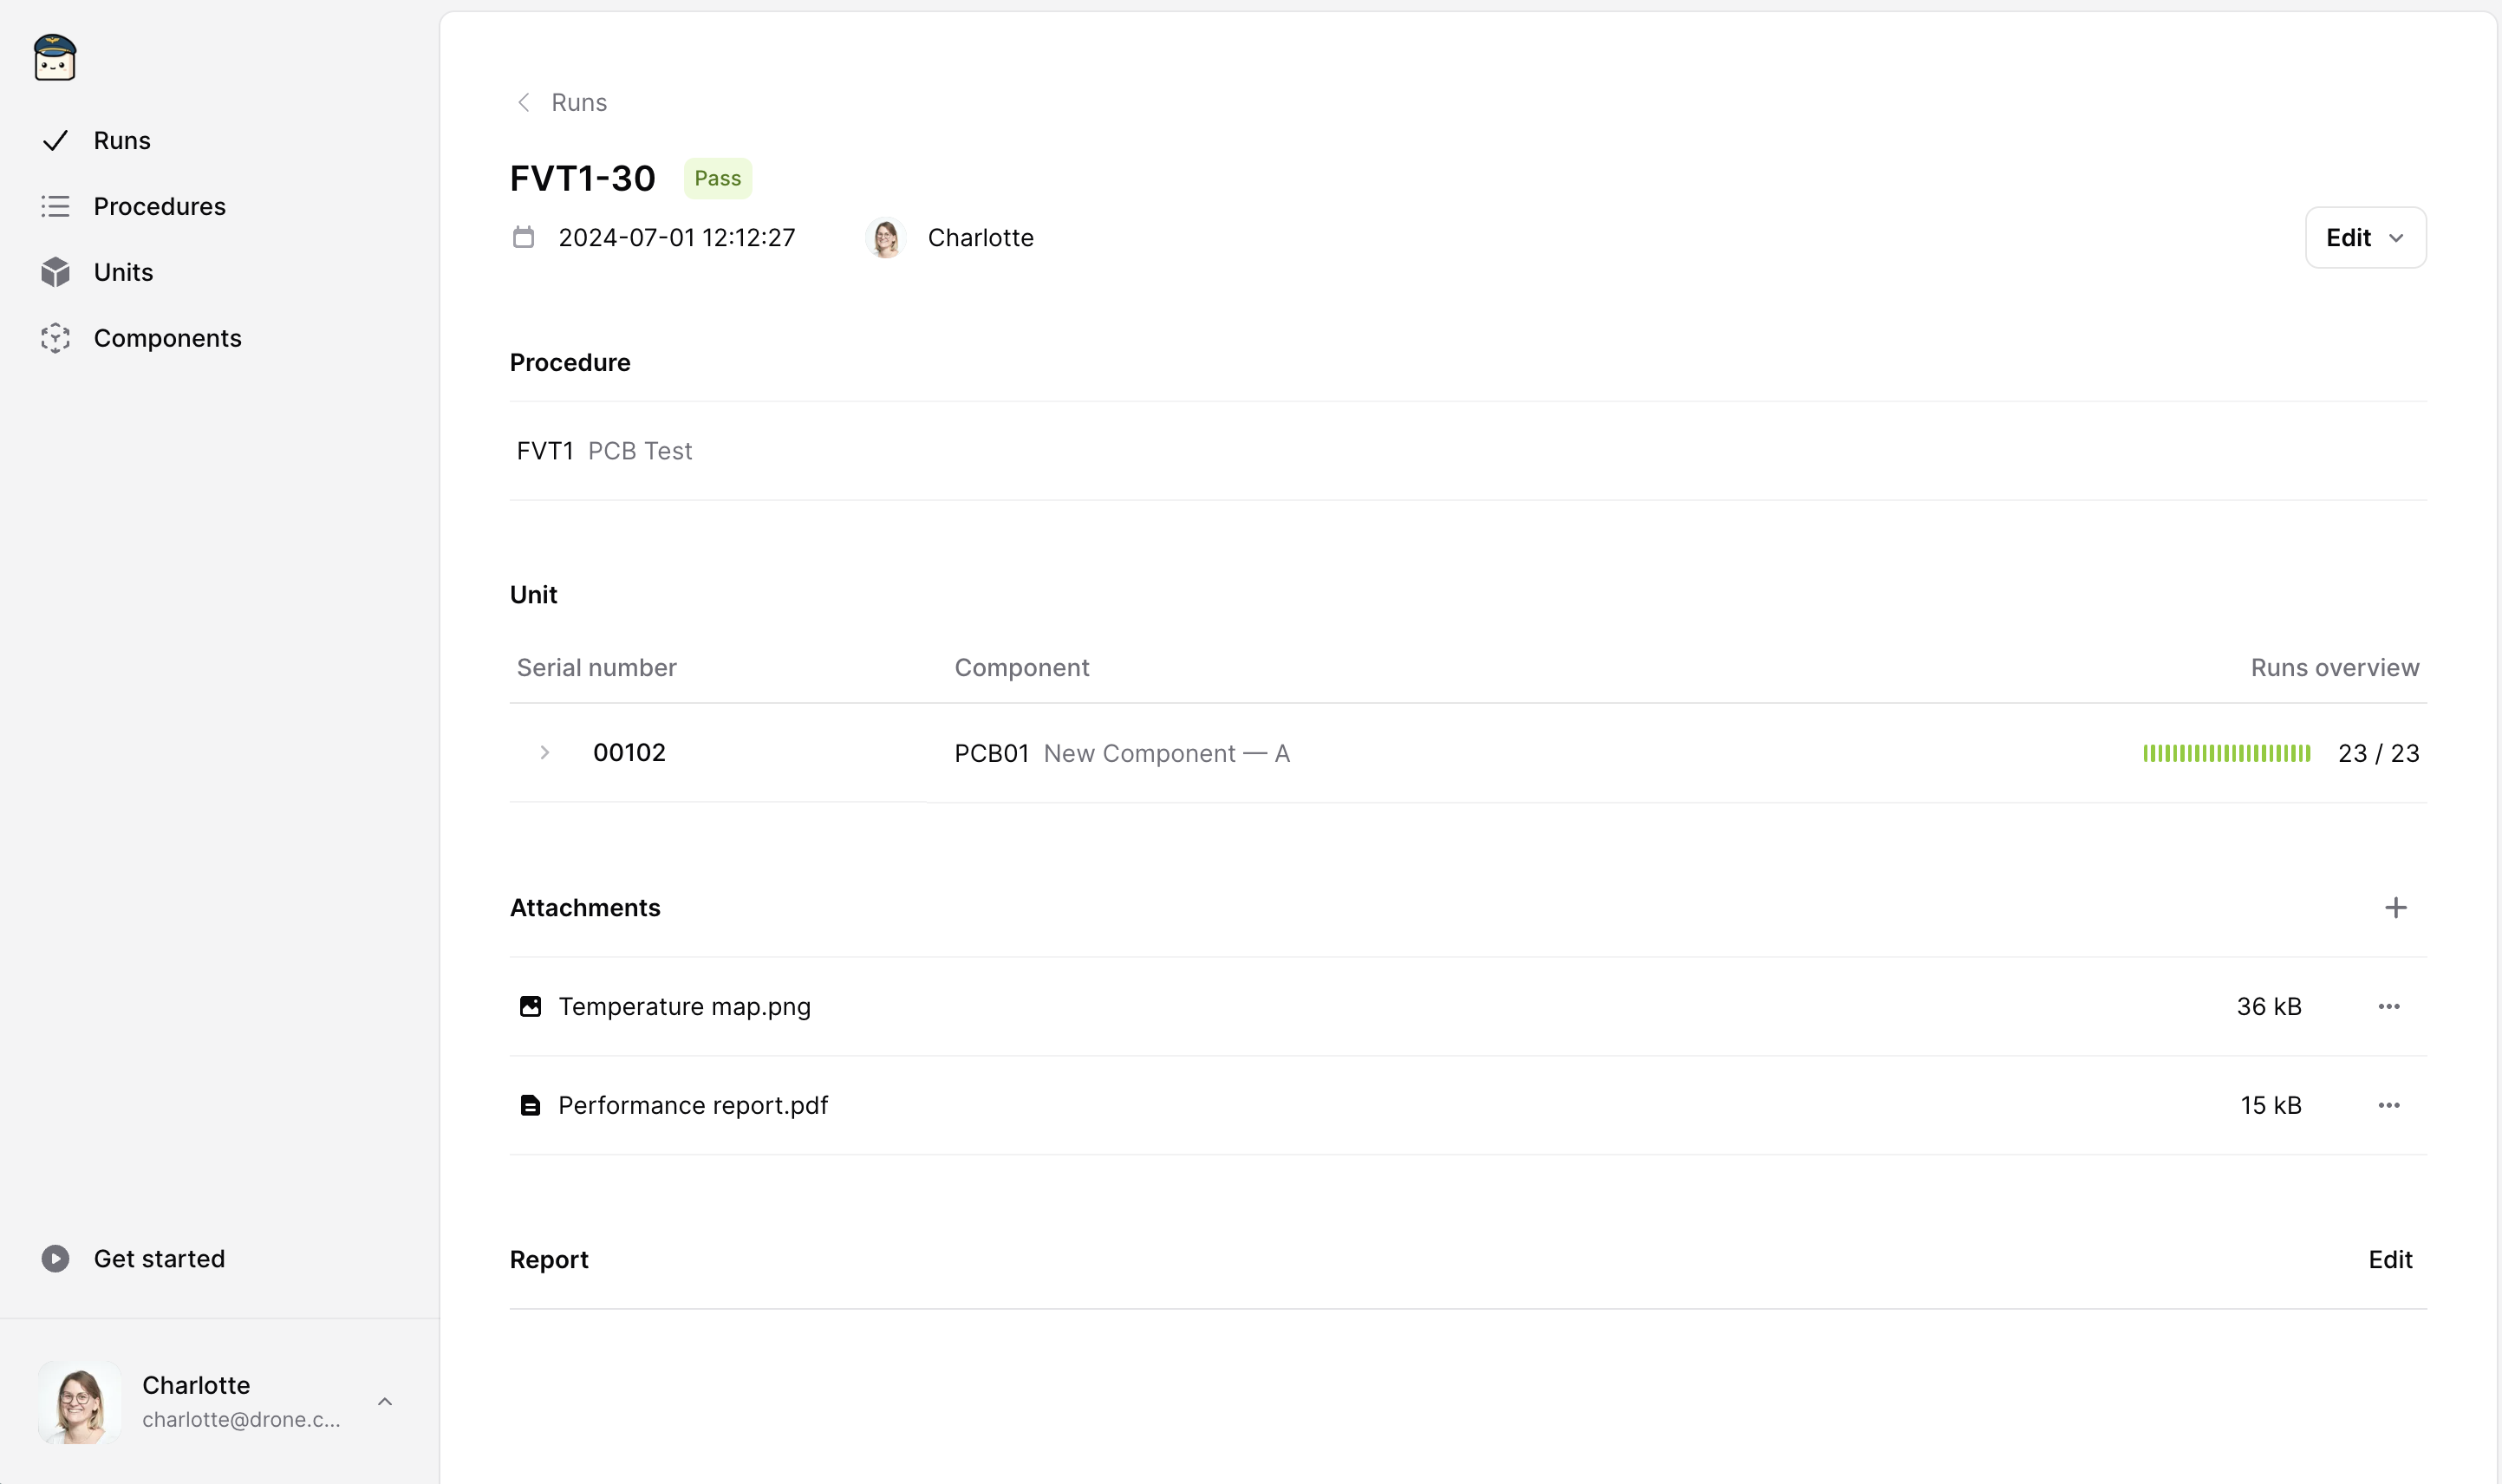 Runs
Procedures
Units
Components
Get started
Charlotte
charlotte@drone.c...
Runs
FVT1-30 Pass
2024-07-01 12:12:27 Charlotte
Edit
Procedure
FVT1 PCB Test
Unit
Serial number Component Runs overview
00102 PCB01 New Component — A 23 / 23
Attachments
Temperature map.png 36 kB
Performance report.pdf 15 kB
Report Edit